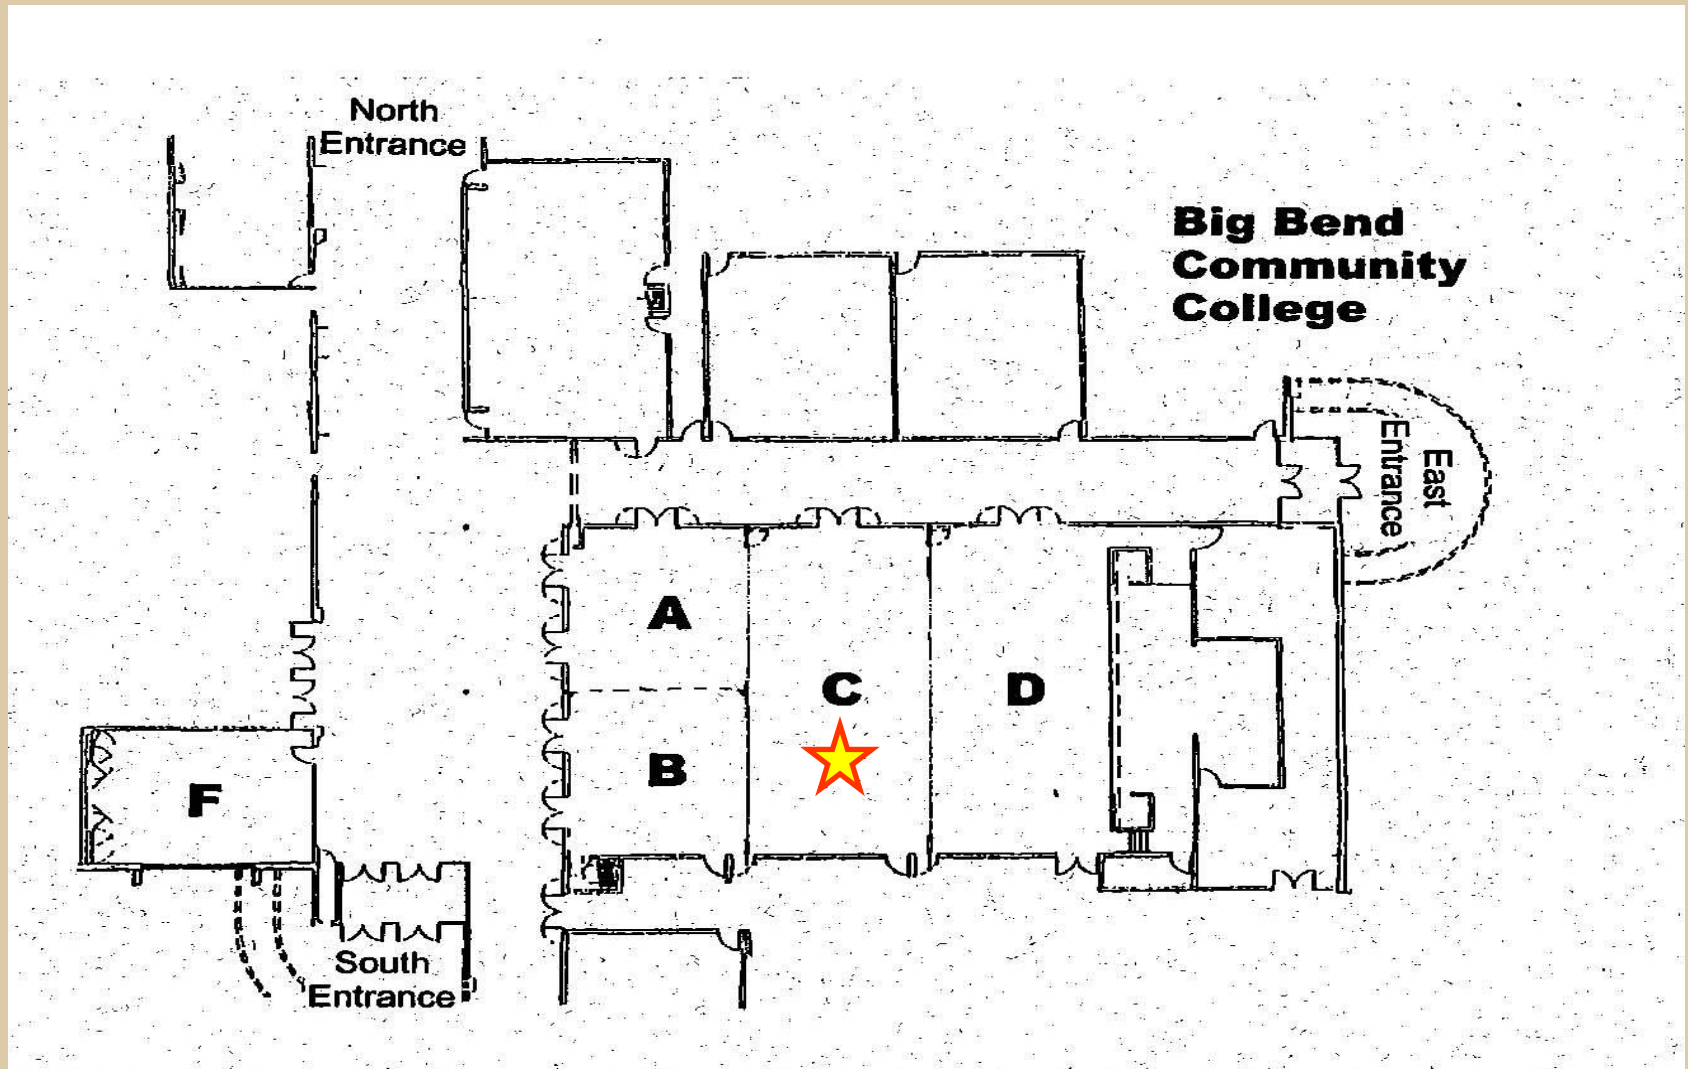 North
Entrance
Big Bend
Community
College
East
Entrance
A
C
D
B
F
South
Entrance